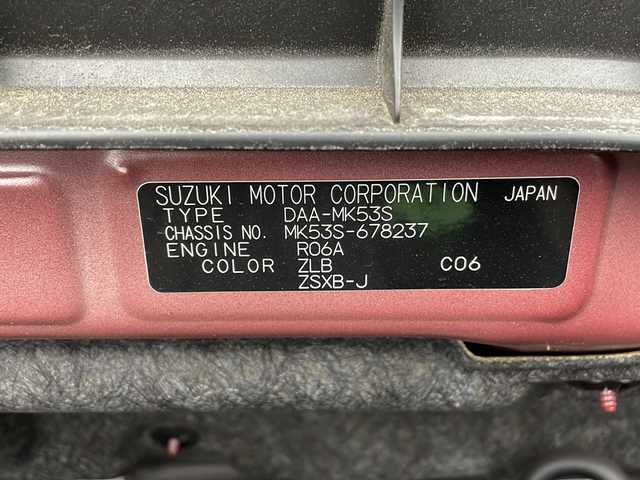 SUZUKI MOTOR CORPORATION JAPAN
TYPE DAA-MK53S
CHASSIS NO. MK53S-678237
ENGINE R06A
COLOR ZLB C06
ZSXB-J